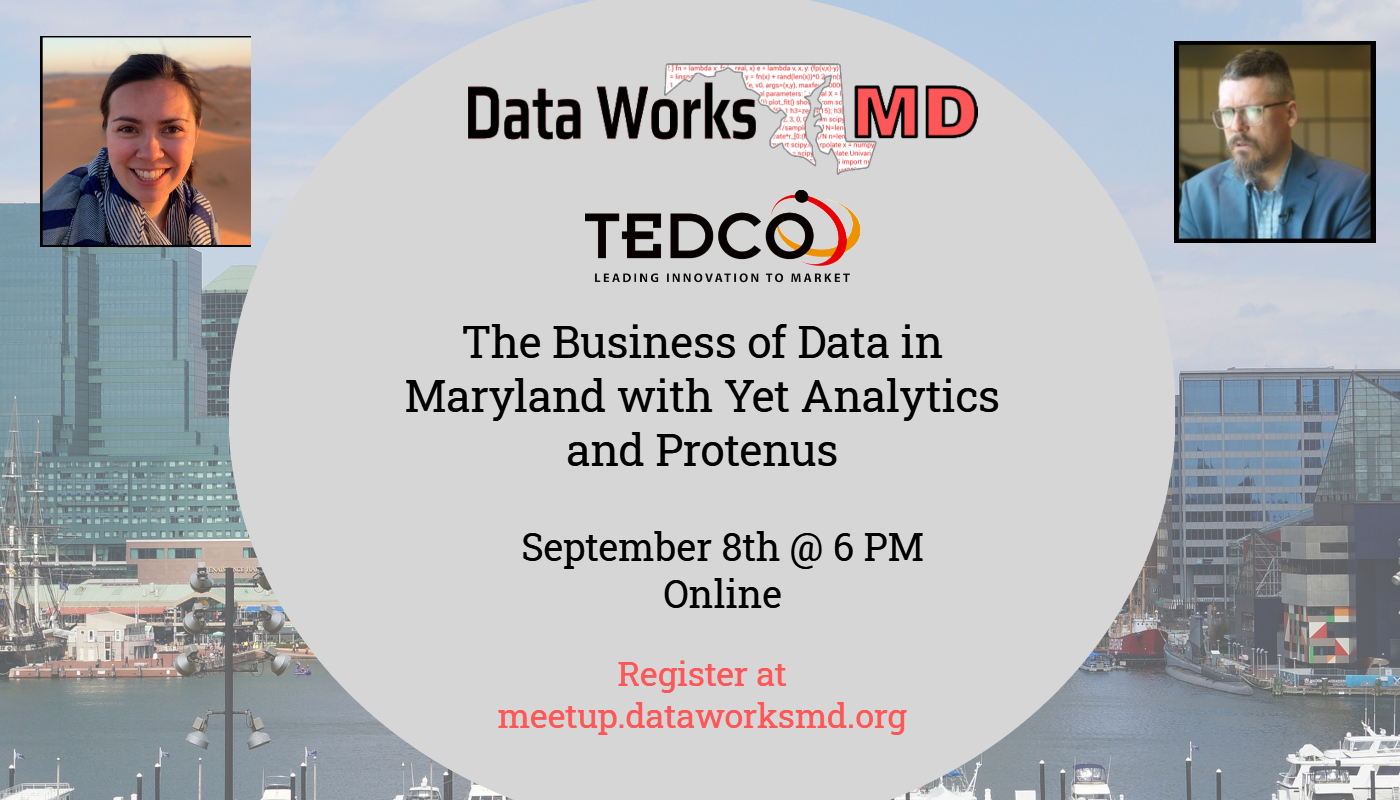 Data Works MD
TEDCO
LEADING INNOVATION TO MARKET
The Business of Data in
Maryland with Yet Analytics
and Protenus
September 8th @ 6 PM
Online
Register at
meetup.dataworksmd.org